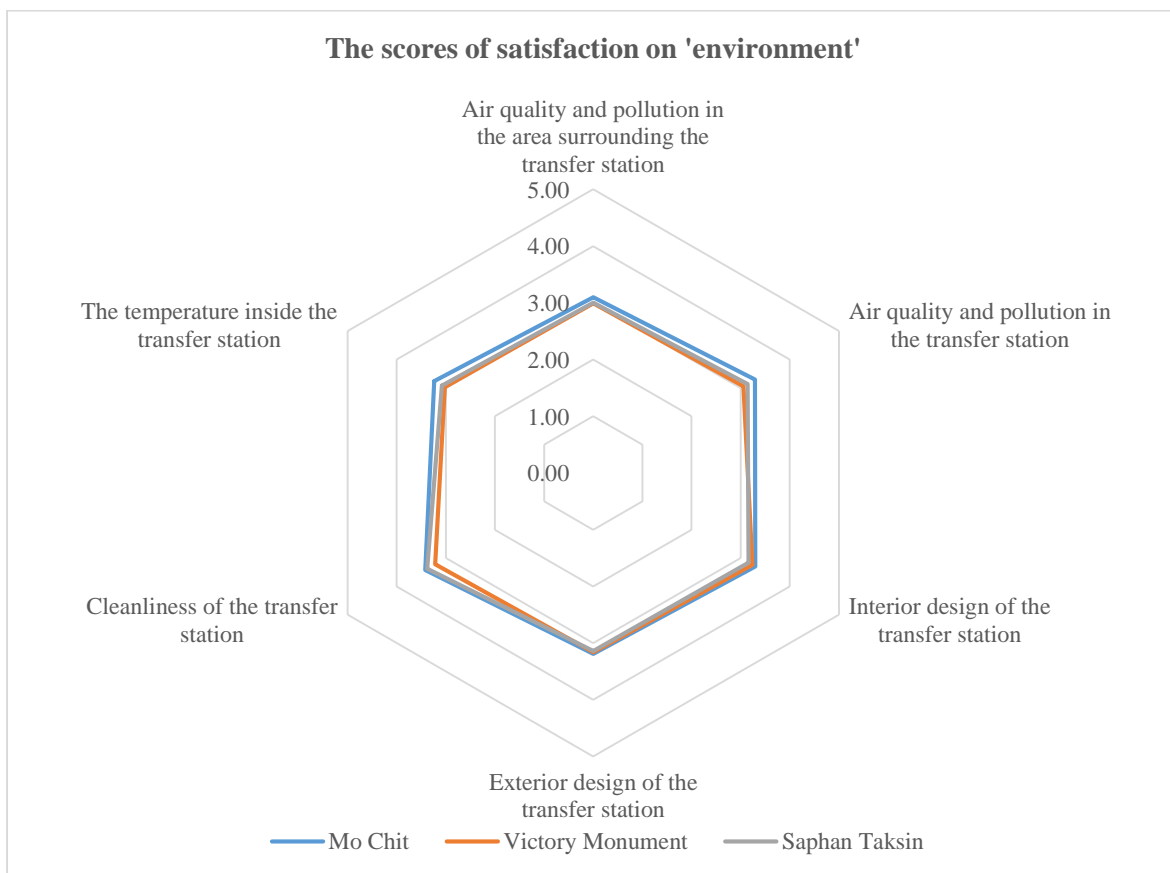 The scores of satisfaction on 'environment'
Air quality and pollution in
the area surrounding the
transfer station
5.00
4.00
3.00
2.00
1.00
0.00
The temperature inside the
transfer station
Air quality and pollution in
the transfer station
Cleanliness of the transfer
station
Interior design of the
transfer station
Exterior design of the
transfer station
Mo Chit
Victory Monument
Saphan Taksin